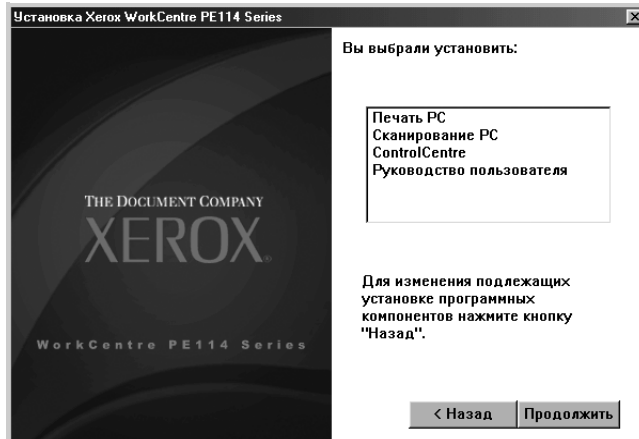 Установка Xerox WorkCentre PE114 Series
Вы выбрали установить:
Печать PC
Сканирование PC
ControlCentre
Руководство пользователя
THE DOCUMENT COMPANY
XEROX®
WorkCentre PE114 Series
Для изменения подлежащих
установке программных
компонентов нажмите кнопку
"Назад".
< Назад
Продолжить